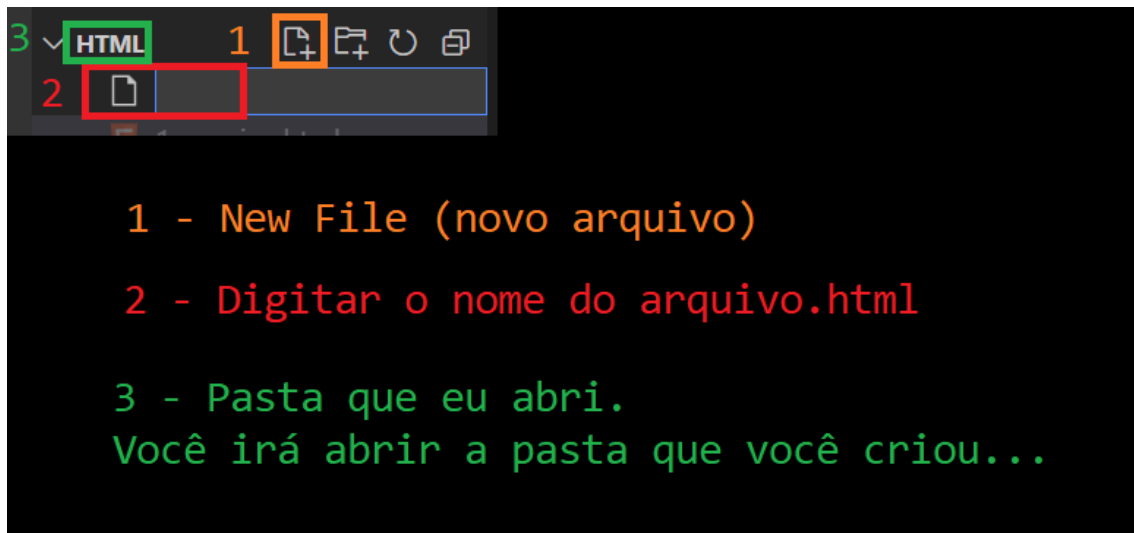 3 HTML 1
2
1 - New File (novo arquivo)
2 - Digitar o nome do arquivo.html
3 - Pasta que eu abri.
Você irá abrir a pasta que você criou...